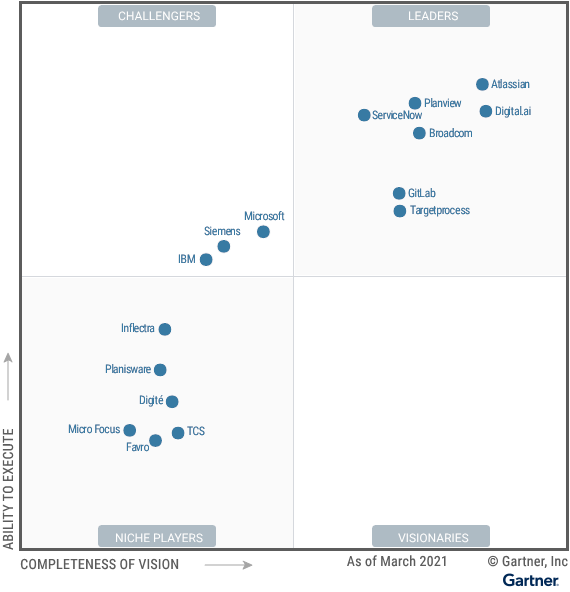 CHALLENGERS
LEADERS
Atlassian
Planview
Digital.ai
ServiceNow
Broadcom
GitLab
Targetprocess
Microsoft
Siemens
IBM
Inflectra
Planisware
Digité
Micro Focus
TCS
Favro
ABILITY TO EXECUTE
NICHE PLAYERS
VISIONARIES
COMPLETENESS OF VISION
As of March 2021
© Gartner, Inc
Gartner